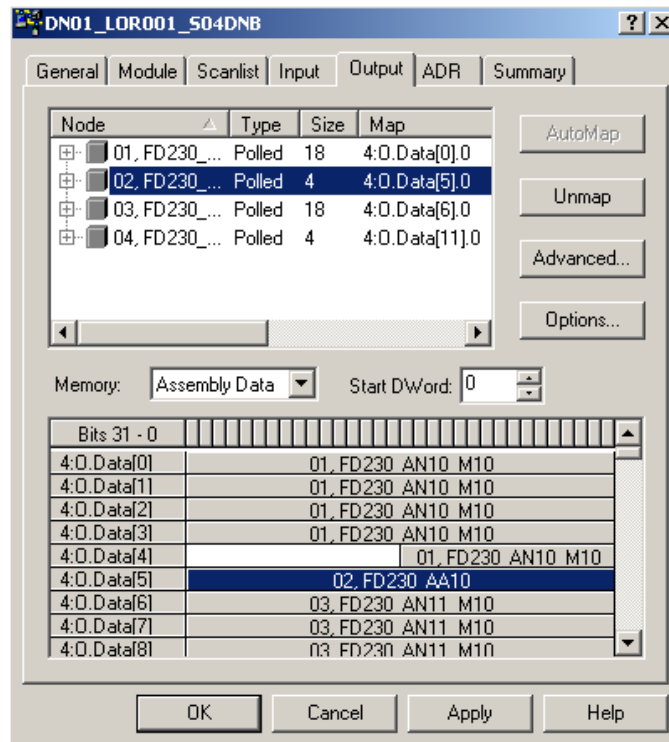 DN01_LOR001_S04DNB
General Module Scanlist Input Output ADR Summary
Node Type Size Map
01, FD230_... Polled 18 4:O.Data[0].0
02, FD230_... Polled 4 4:O.Data[5].0
03, FD230_... Polled 18 4:O.Data[6].0
04, FD230_... Polled 4 4:O.Data[11].0
AutoMap
Unmap
Advanced...
Options...
Memory: Assembly Data Start DWord: 0
Bits 31 - 0
4:O.Data[0] 01, FD230_AN10_M10
4:O.Data[1] 01, FD230_AN10_M10
4:O.Data[2] 01, FD230_AN10_M10
4:O.Data[3] 01, FD230_AN10_M10
4:O.Data[4] 01, FD230_AN10_M10
4:O.Data[5] 02, FD230_AA10
4:O.Data[6] 03, FD230_AN11_M10
4:O.Data[7] 03, FD230_AN11_M10
4:O.Data[8] 03, FD230_AN11_M10
OK Cancel Apply Help